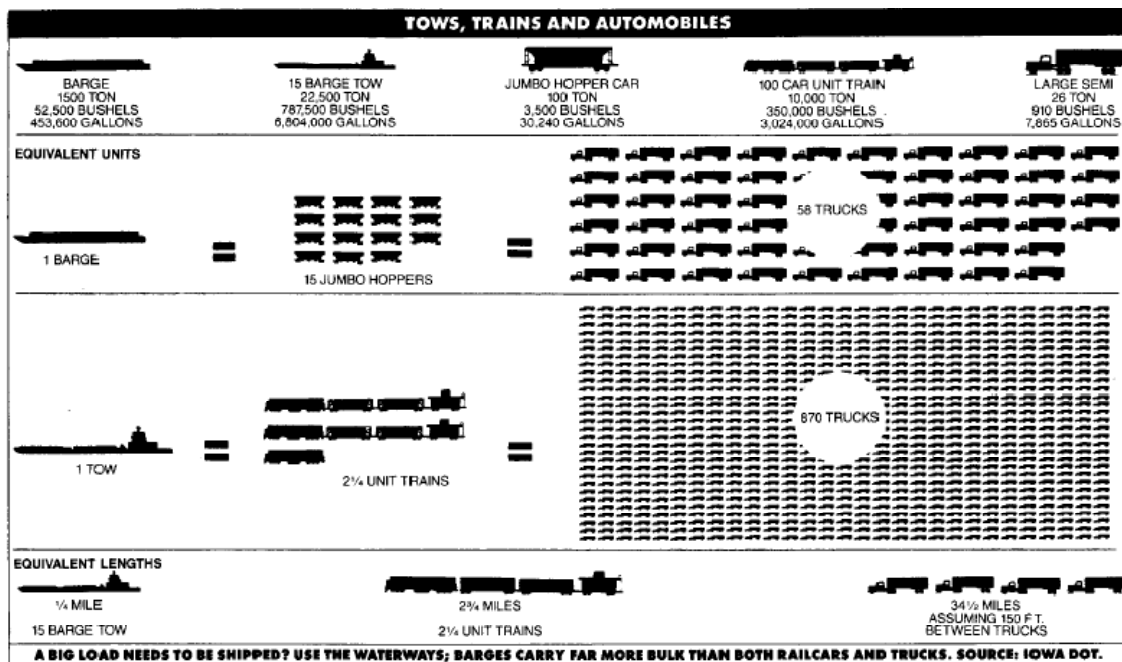 TOWS, TRAINS AND AUTOMOBILES
BARGE
1500 TON
52,500 BUSHELS
453,600 GALLONS
15 BARGE TOW
22,500 TON
787,500 BUSHELS
6,804,000 GALLONS
JUMBO HOPPER CAR
100 TON
3,500 BUSHELS
30,240 GALLONS
100 CAR UNIT TRAIN
10,000 TON
350,000 BUSHELS
3,024,000 GALLONS
LARGE SEMI
26 TON
910 BUSHELS
7,865 GALLONS
EQUIVALENT UNITS
1 BARGE
=
15 JUMBO HOPPERS
=
58 TRUCKS
1 TOW
=
2¼ UNIT TRAINS
=
870 TRUCKS
EQUIVALENT LENGTHS
¼ MILE
15 BARGE TOW
2¾ MILES
2¼ UNIT TRAINS
34½ MILES
ASSUMING 150 FT.
BETWEEN TRUCKS
A BIG LOAD NEEDS TO BE SHIPPED? USE THE WATERWAYS; BARGES CARRY FAR MORE BULK THAN BOTH RAILCARS AND TRUCKS. SOURCE: IOWA DOT.